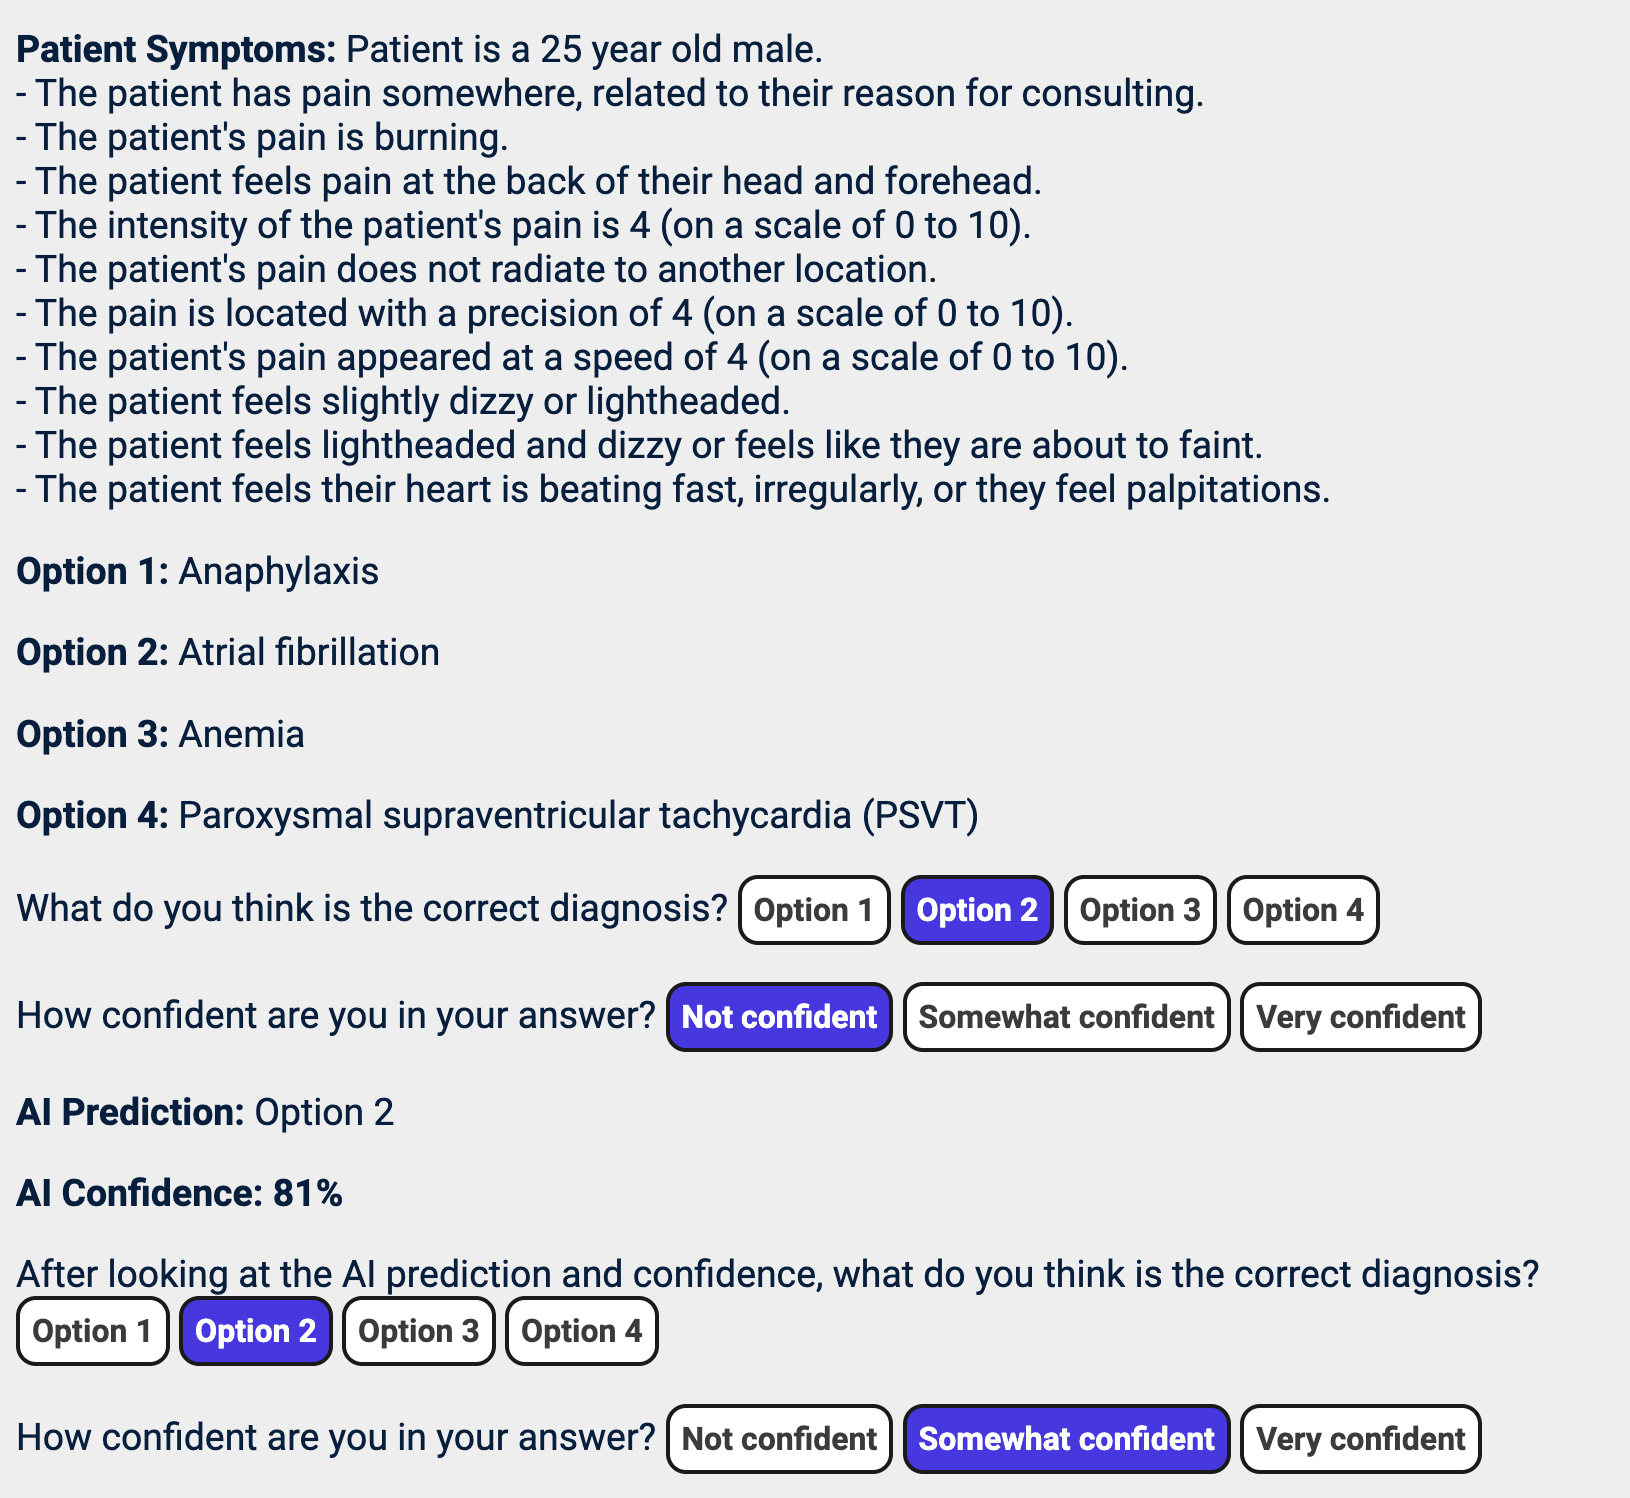 Patient Symptoms: Patient is a 25 year old male.
- The patient has pain somewhere, related to their reason for consulting.
- The patient's pain is burning.
- The patient feels pain at the back of their head and forehead.
- The intensity of the patient's pain is 4 (on a scale of 0 to 10).
- The patient's pain does not radiate to another location.
- The pain is located with a precision of 4 (on a scale of 0 to 10).
- The patient's pain appeared at a speed of 4 (on a scale of 0 to 10).
- The patient feels slightly dizzy or lightheaded.
- The patient feels lightheaded and dizzy or feels like they are about to faint.
- The patient feels their heart is beating fast, irregularly, or they feel palpitations.
Option 1: Anaphylaxis
Option 2: Atrial fibrillation
Option 3: Anemia
Option 4: Paroxysmal supraventricular tachycardia (PSVT)
What do you think is the correct diagnosis? Option 1 Option 2 Option 3 Option 4
How confident are you in your answer? Not confident Somewhat confident Very confident
AI Prediction: Option 2
AI Confidence: 81%
After looking at the AI prediction and confidence, what do you think is the correct diagnosis?
Option 1 Option 2 Option 3 Option 4
How confident are you in your answer? Not confident Somewhat confident Very confident